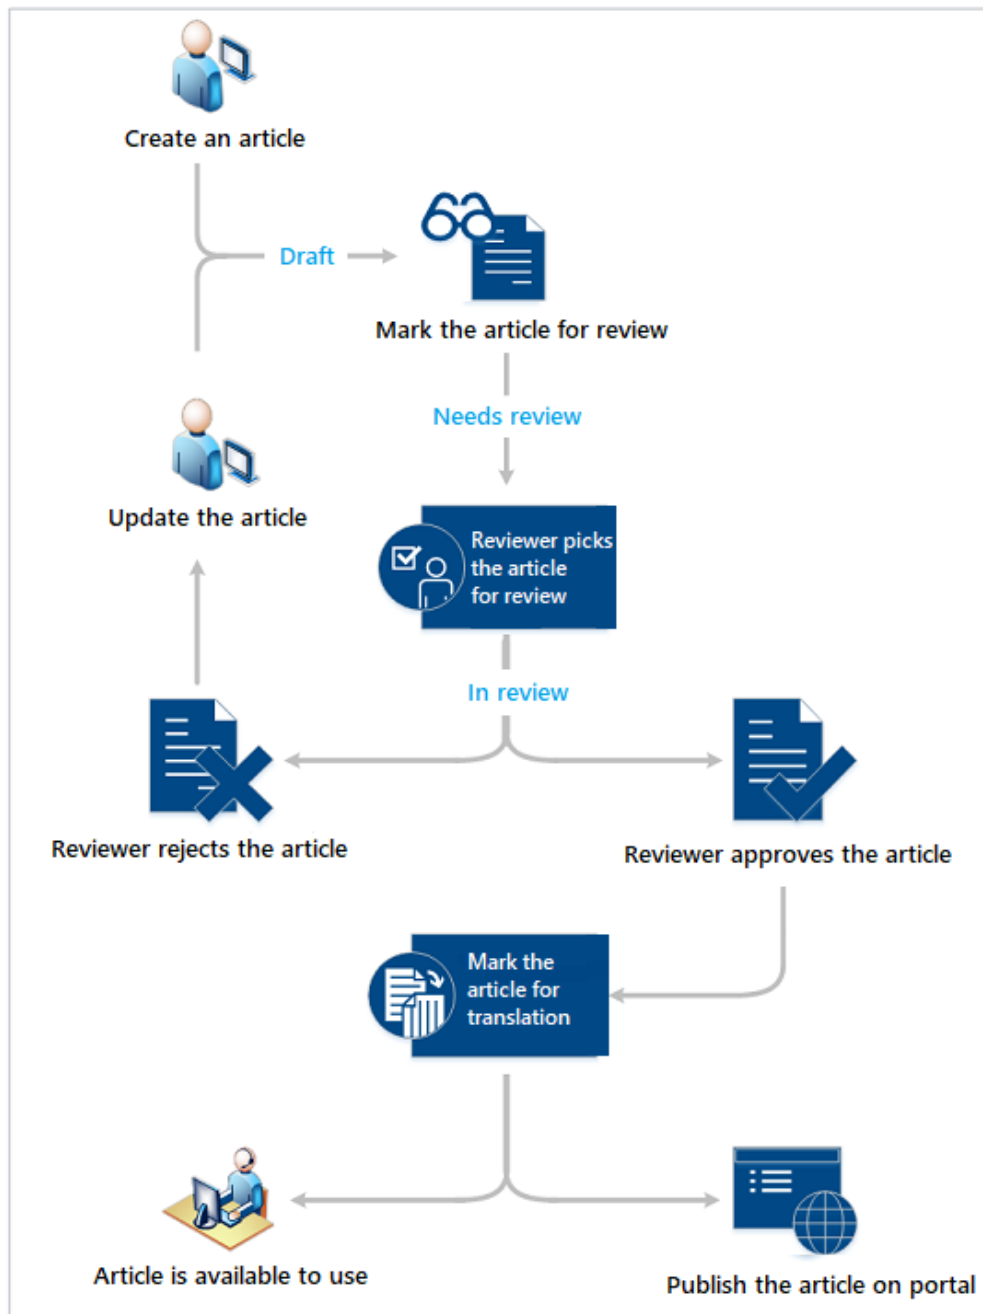 Create an article
Draft
Mark the article for review
Needs review
Update the article
Reviewer picks
the article
for review
In review
Reviewer rejects the article
Reviewer approves the article
Mark the
article for
translation
Article is available to use
Publish the article on portal